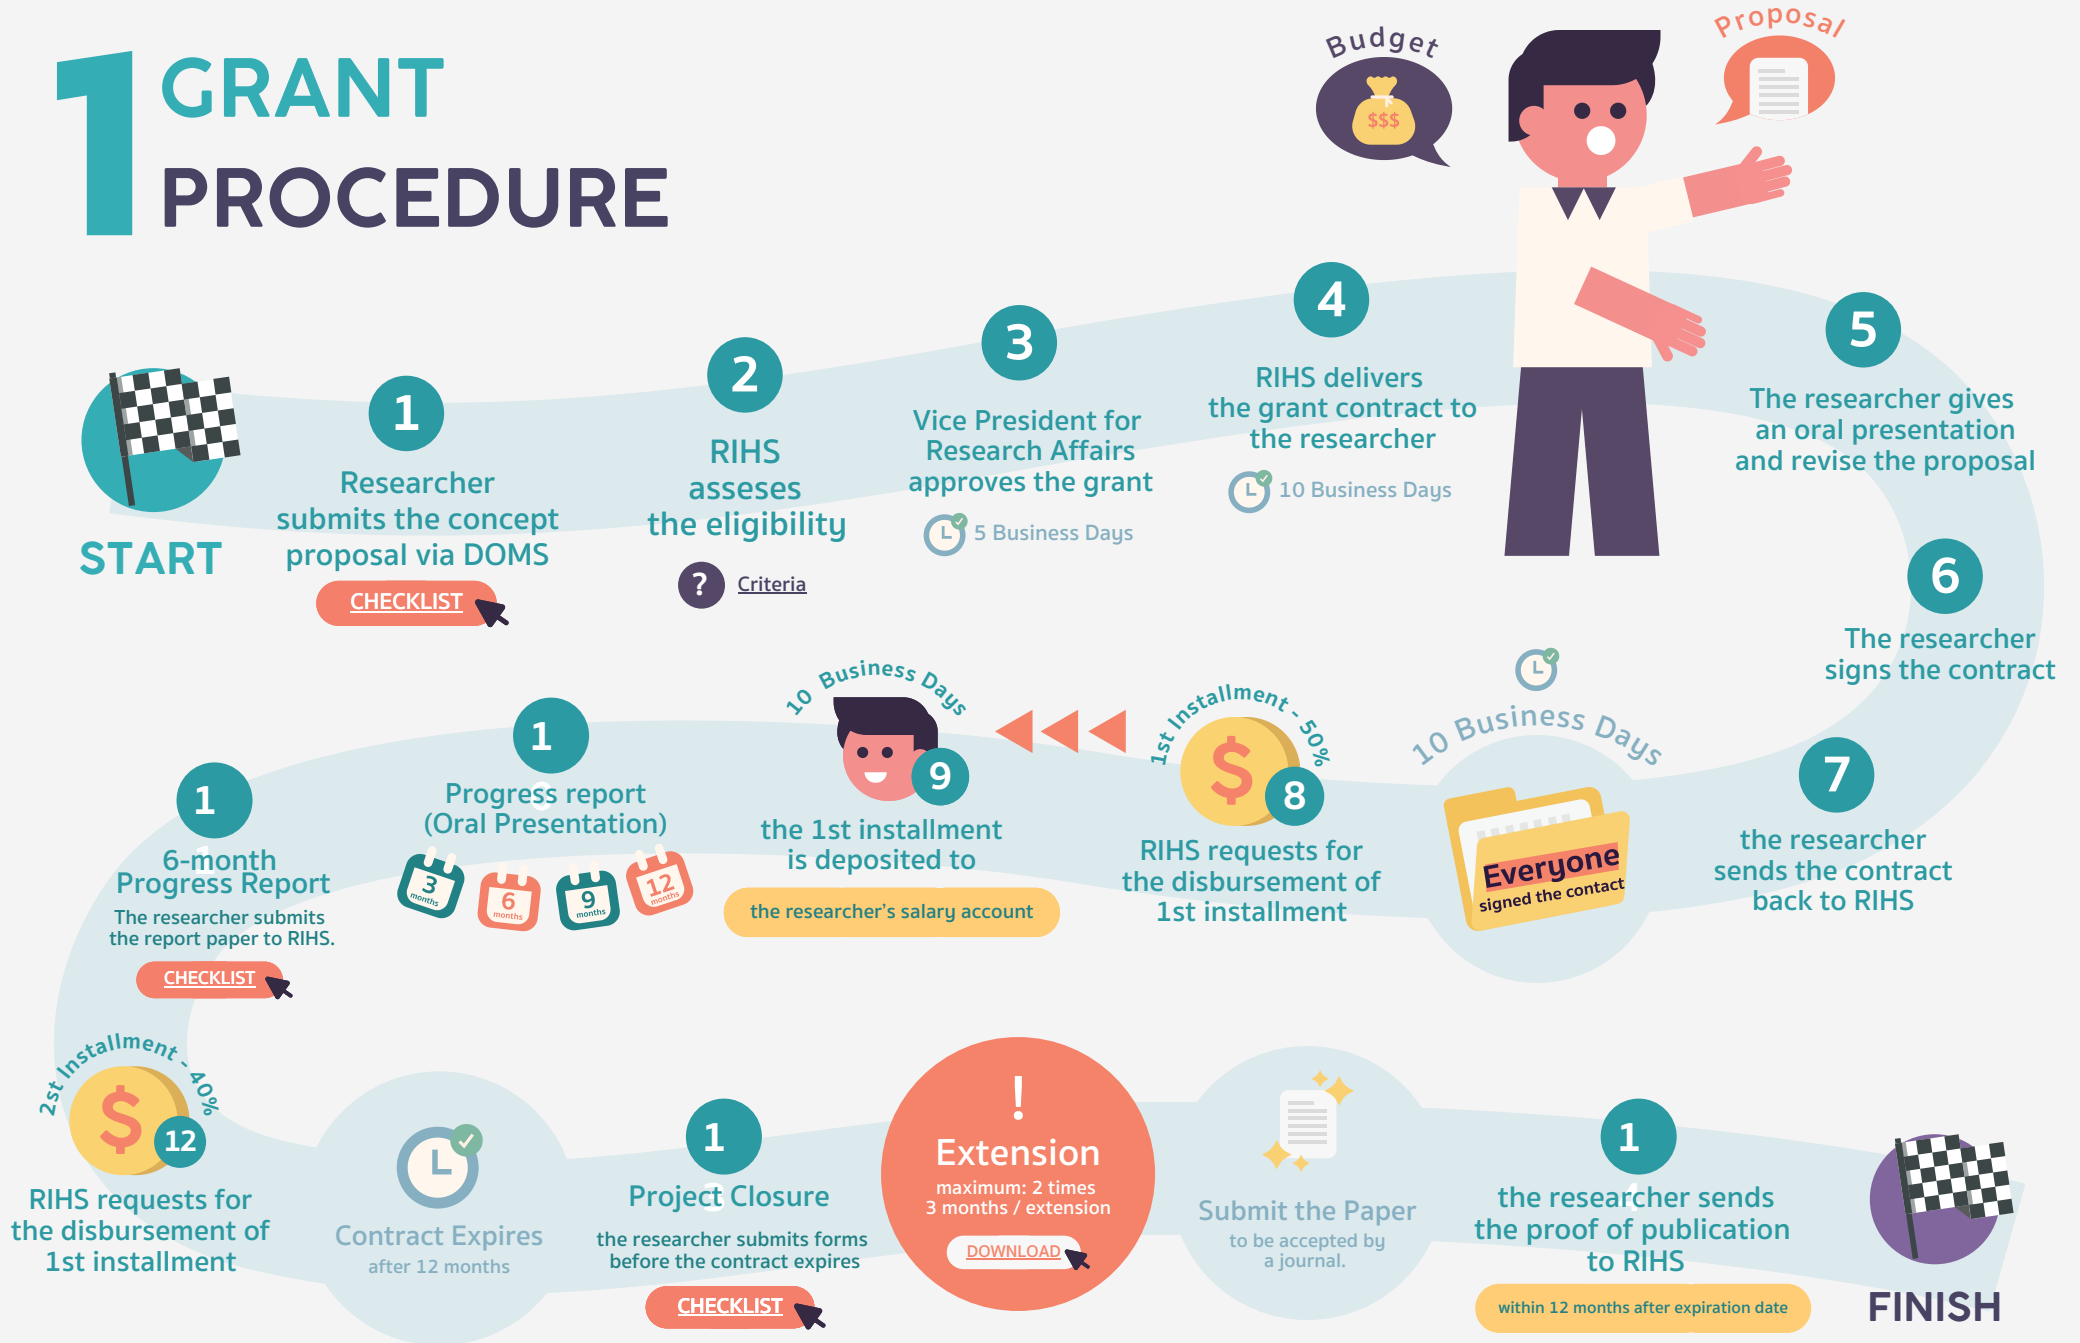 1 GRANT
PROCEDURE
Budget
$$$
Proposal
START
1
Researcher
submits the concept
proposal via DOMS
CHECKLIST
2
RIHS
asseses
the eligibility
?
Criteria
3
Vice President for
Research Affairs
approves the grant
5 Business Days
4
RIHS delivers
the grant contract to
the researcher
10 Business Days
5
The researcher gives
an oral presentation
and revise the proposal
6
The researcher
signs the contract
7
the researcher
sends the contract
back to RIHS
10 Business Days
Everyone
signed the contact
1st Installment - 50%
$
8
RIHS requests for
the disbursement of
1st installment
10 Business Days
9
the 1st installment
is deposited to
the researcher's salary account
1
0
Progress report
(Oral Presentation)
3
months
6
months
9
months
12
months
1
1
6-month
Progress Report
The researcher submits
the report paper to RIHS.
CHECKLIST
2st Installment - 40%
$
12
RIHS requests for
the disbursement of
1st installment
Contract Expires
after 12 months
1
3
Project Closure
the researcher submits forms
before the contract expires
CHECKLIST
!
Extension
maximum: 2 times
3 months / extension
DOWNLOAD
Submit the Paper
to be accepted by
a journal.
1
4
the researcher sends
the proof of publication
to RIHS
within 12 months after expiration date
FINISH